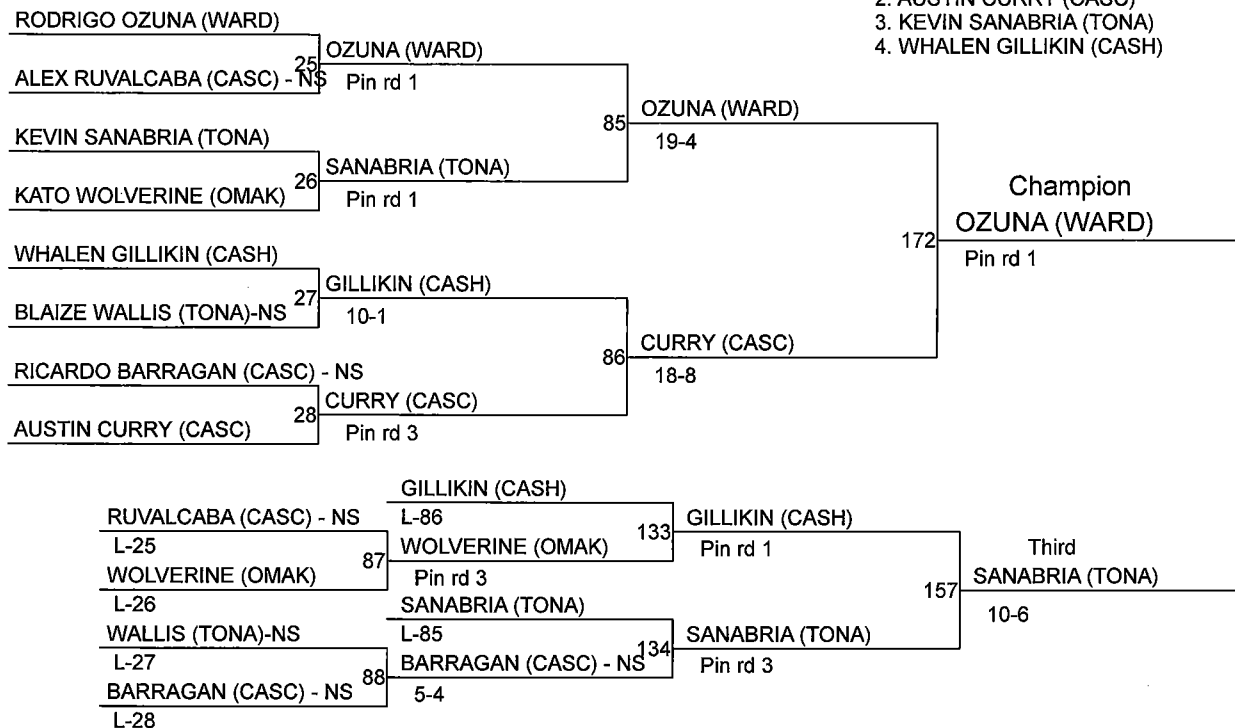 2. AUSTIN CURRY (CASC)
3. KEVIN SANABRIA (TONA)
4. WHALEN GILLIKIN (CASH)
RODRIGO OZUNA (WARD)
25
OZUNA (WARD)
ALEX RUVALCABA (CASC) - NS
Pin rd 1
85
OZUNA (WARD)
19-4
KEVIN SANABRIA (TONA)
26
SANABRIA (TONA)
KATO WOLVERINE (OMAK)
Pin rd 1
172
Champion
OZUNA (WARD)
Pin rd 1
WHALEN GILLIKIN (CASH)
27
GILLIKIN (CASH)
BLAIZE WALLIS (TONA)-NS
10-1
86
CURRY (CASC)
18-8
RICARDO BARRAGAN (CASC) - NS
28
CURRY (CASC)
AUSTIN CURRY (CASC)
Pin rd 3
GILLIKIN (CASH)
RUVALCABA (CASC) - NS
L-86
133
GILLIKIN (CASH)
L-25
87
WOLVERINE (OMAK)
Pin rd 1
WOLVERINE (OMAK)
Pin rd 3
L-26
157
Third
SANABRIA (TONA)
10-6
SANABRIA (TONA)
WALLIS (TONA)-NS
L-85
134
SANABRIA (TONA)
L-27
88
BARRAGAN (CASC) - NS
Pin rd 3
BARRAGAN (CASC) - NS
5-4
L-28